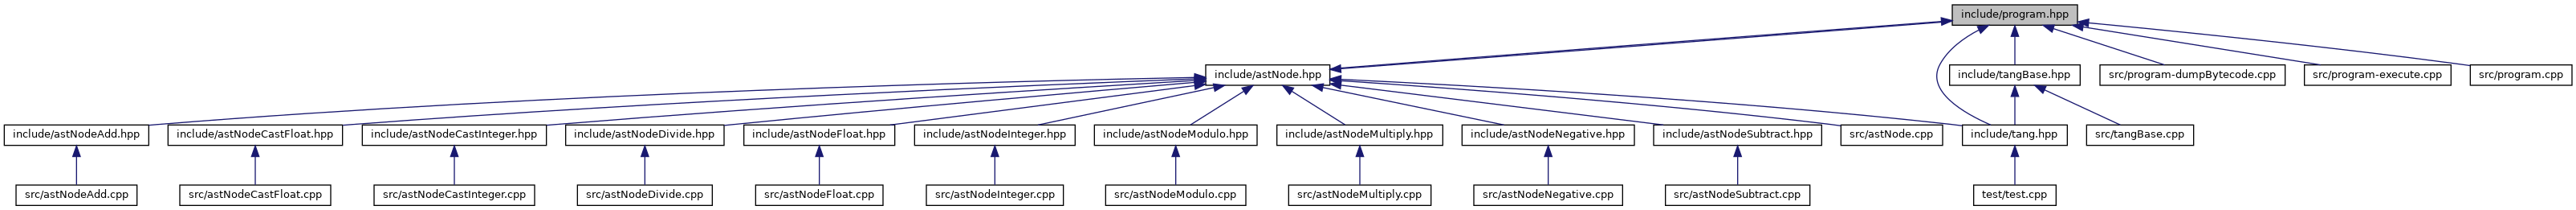 include/program.hpp
include/astNode.hpp
include/tangBase.hpp
src/program-dumpBytecode.cpp
src/program-execute.cpp
src/program.cpp
include/astNodeAdd.hpp
include/astNodeCastFloat.hpp
include/astNodeCastInteger.hpp
include/astNodeDivide.hpp
include/astNodeFloat.hpp
include/astNodeInteger.hpp
include/astNodeModulo.hpp
include/astNodeMultiply.hpp
include/astNodeNegative.hpp
include/astNodeSubtract.hpp
src/astNode.cpp
include/tang.hpp
src/tangBase.cpp
src/astNodeAdd.cpp
src/astNodeCastFloat.cpp
src/astNodeCastInteger.cpp
src/astNodeDivide.cpp
src/astNodeFloat.cpp
src/astNodeInteger.cpp
src/astNodeModulo.cpp
src/astNodeMultiply.cpp
src/astNodeNegative.cpp
src/astNodeSubtract.cpp
test/test.cpp